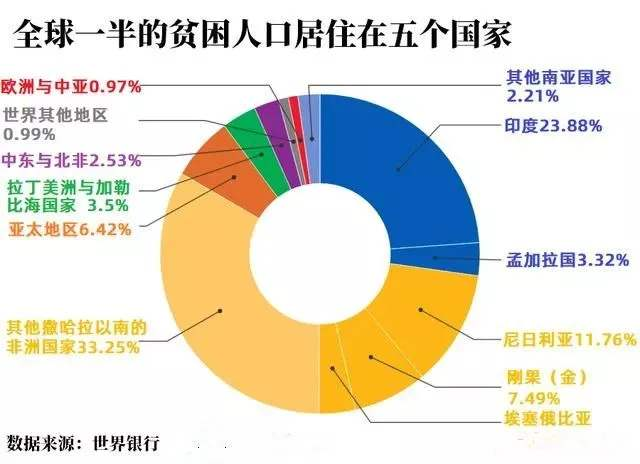 全球一半的贫困人口居住在五个国家
欧洲与中亚0.97%
世界其他地区
0.99%
中东与北非2.53%
拉丁美洲与加勒
比海国家 3.5%
亚太地区6.42%
其他撒哈拉以南的
非洲国家33.25%
其他南亚国家
2.21%
印度23.88%
孟加拉国3.32%
尼日利亚11.76%
刚果（金）
7.49%
埃塞俄比亚
数据来源：世界银行